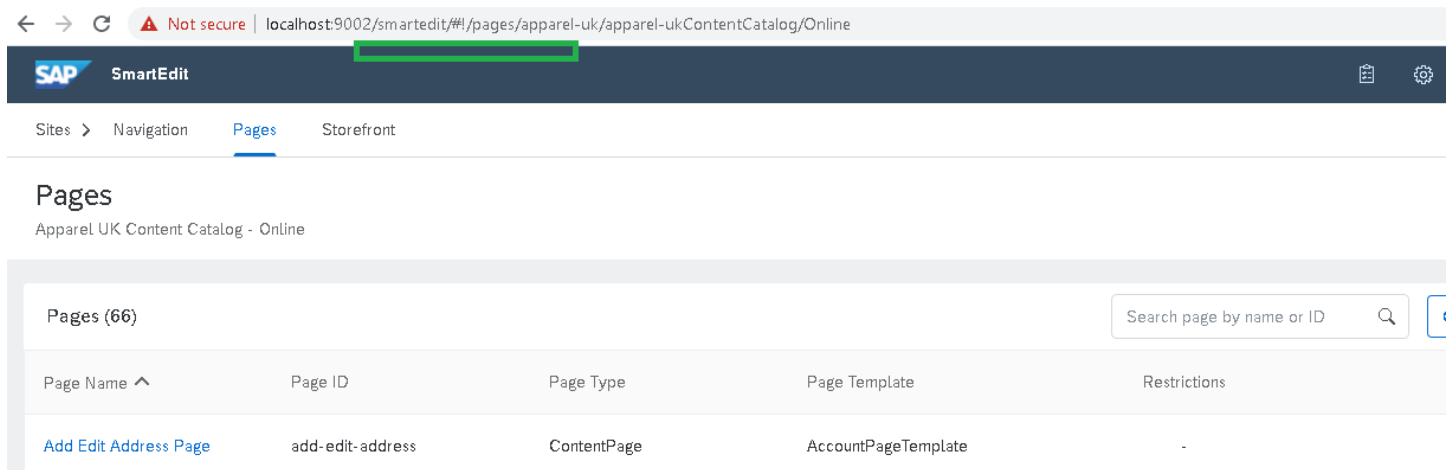 Not secure | localhost:9002/smartedit/#!/pages/apparel-uk/apparel-ukContentCatalog/Online
SAP SmartEdit
Sites > Navigation Pages Storefront
Pages
Apparel UK Content Catalog - Online
Pages (66) Search page by name or ID
Page Name Page ID Page Type Page Template Restrictions
Add Edit Address Page add-edit-address ContentPage AccountPageTemplate -